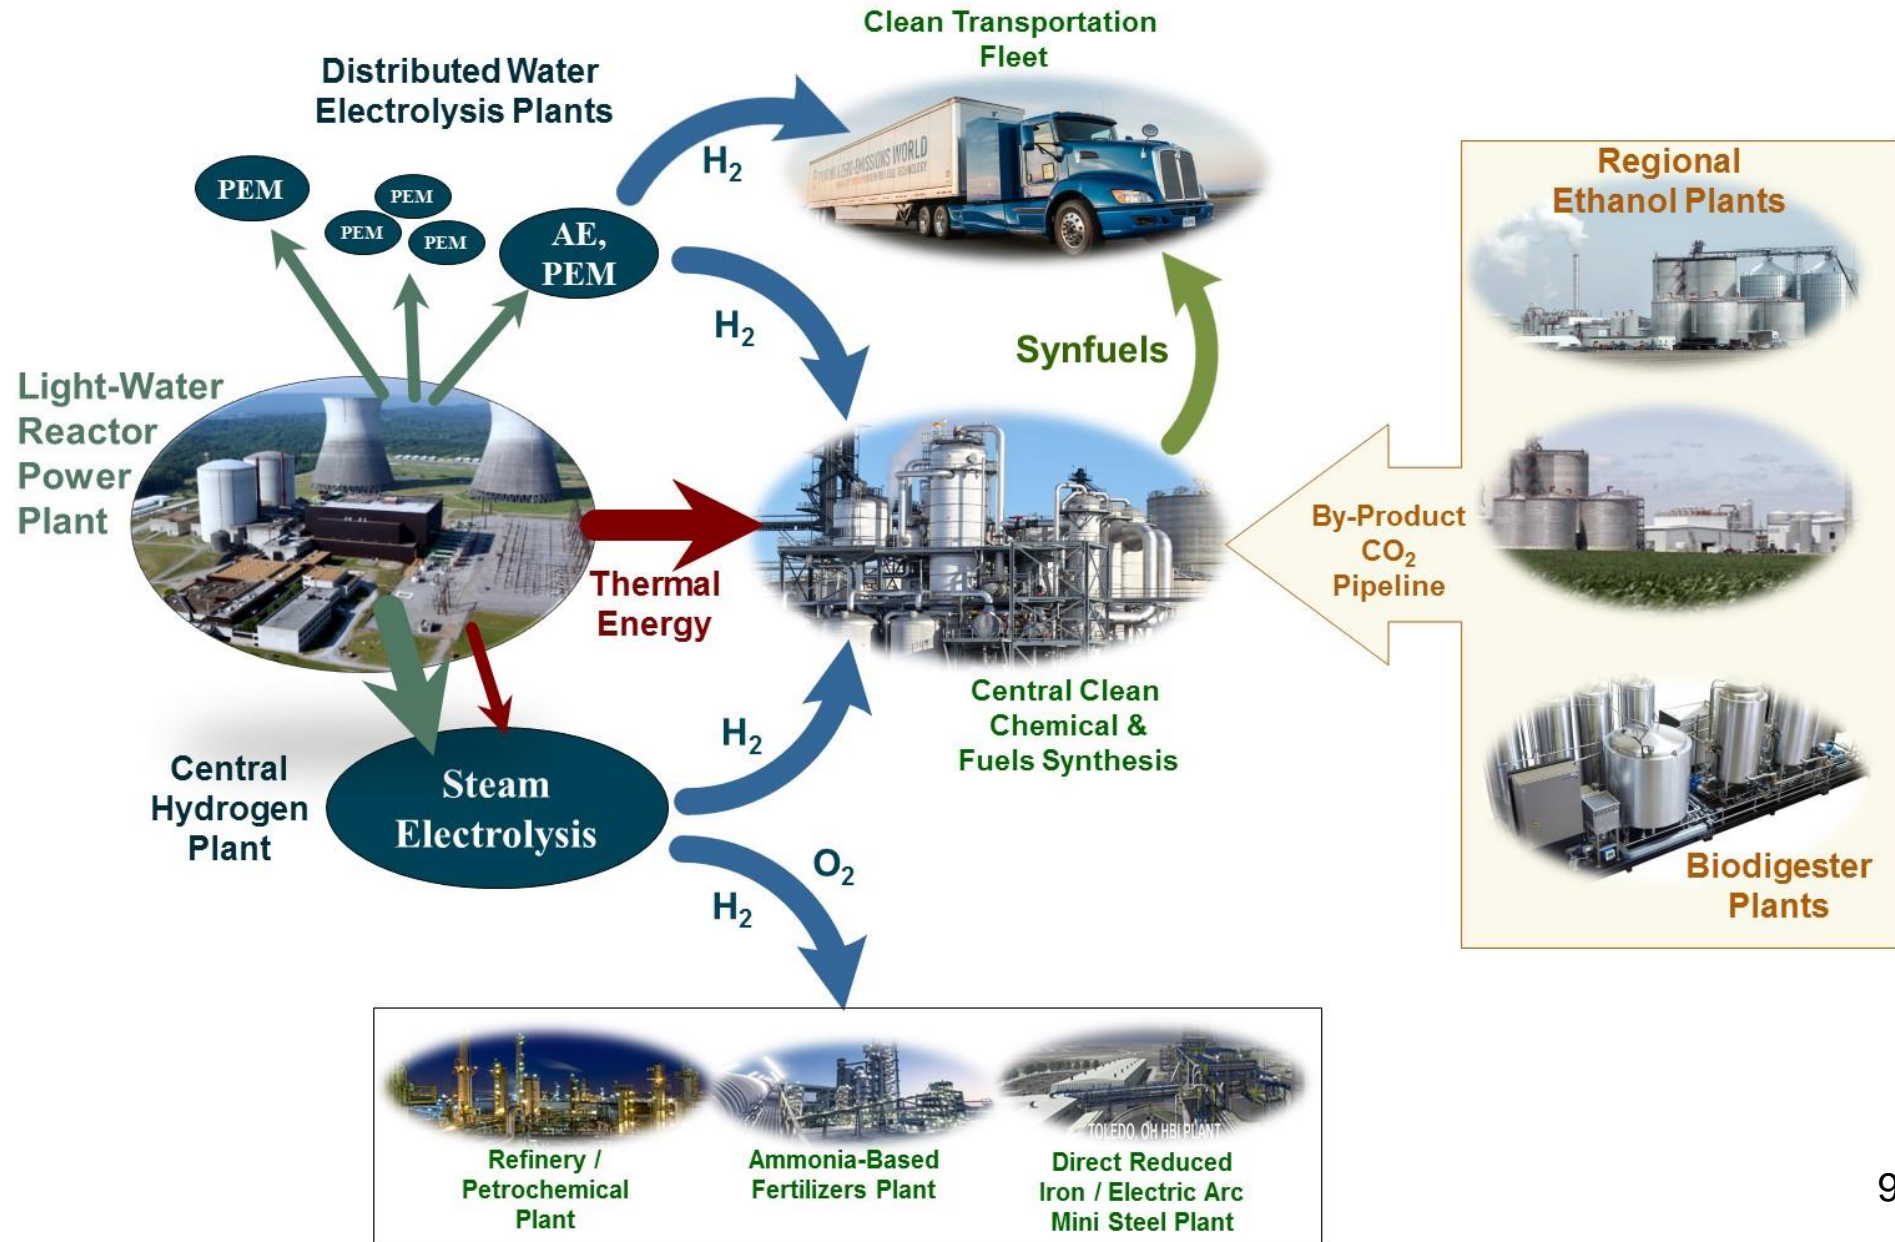 Clean Transportation
Fleet
Distributed Water
Electrolysis Plants
H2
PEM
PEM
PEM
PEM
AE,
PEM
ZERO-EMISSIONS WORLD
H2
Synfuels
Regional
Ethanol Plants
Light-Water
Reactor
Power
Plant
Thermal
Energy
By-Product
CO2
Pipeline
Central Clean
Chemical &
Fuels Synthesis
H2
Central
Hydrogen
Plant
Steam
Electrolysis
O2
H2
Biodigester
Plants
TOLEDO, OH HBI PLANT
Refinery /
Petrochemical
Plant
Ammonia-Based
Fertilizers Plant
Direct Reduced
Iron / Electric Arc
Mini Steel Plant
9